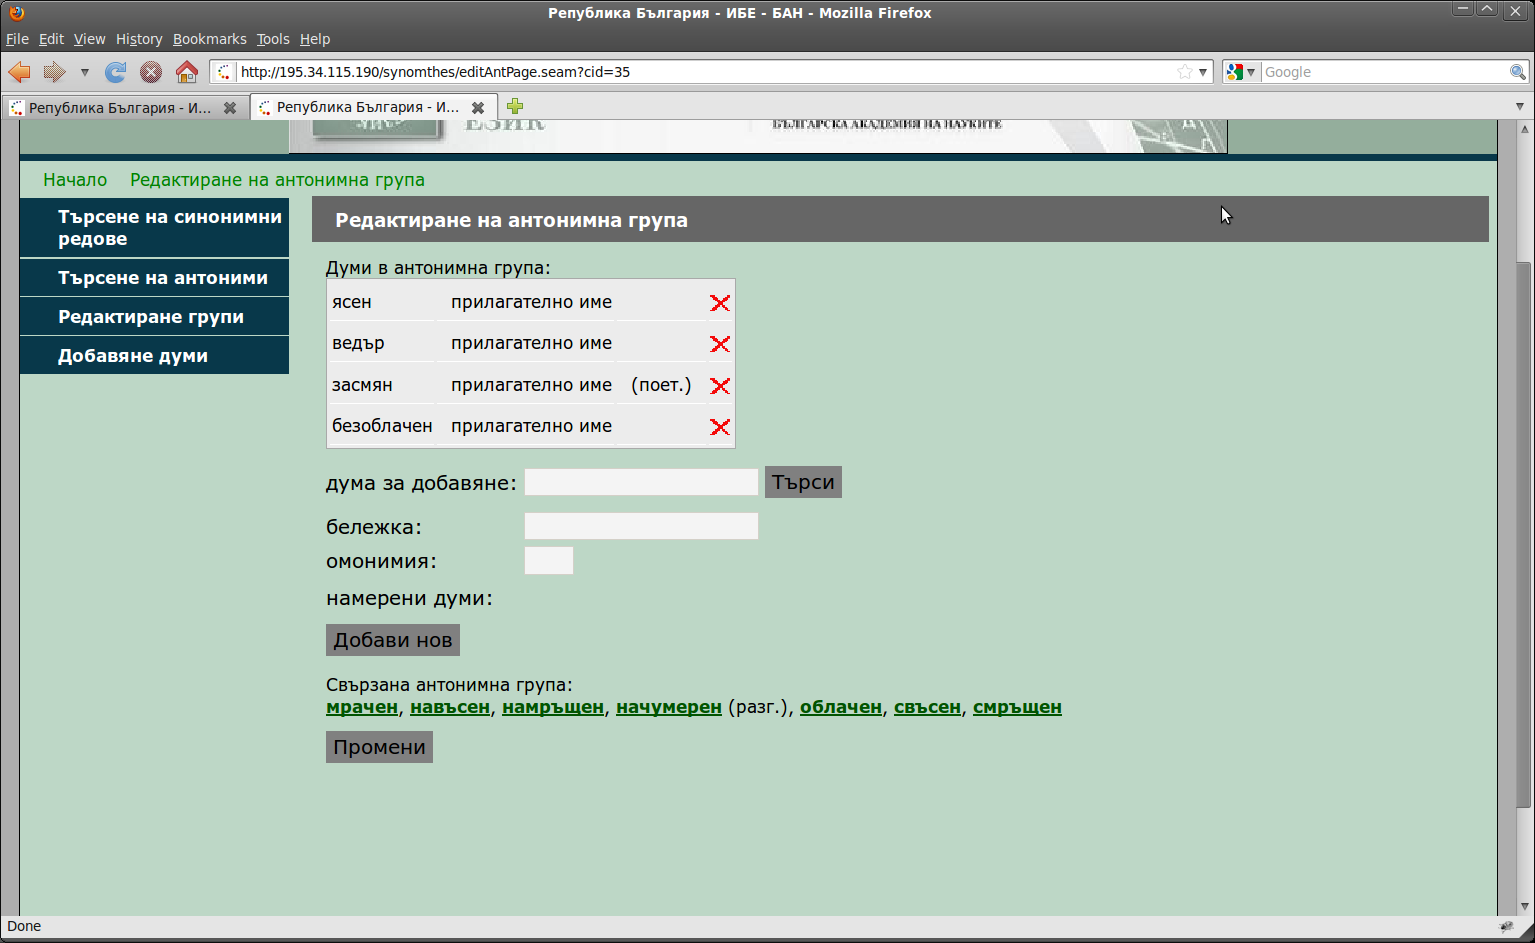 Република България - ИБЕ - БАН - Mozilla Firefox
File Edit View History Bookmarks Tools Help
http://195.34.115.190/synomthes/editAntPage.seam?cid=35
Google
Република България - И...
Република България - И...
ЕЗИК
БЪЛГАРСКА АКАДЕМИЯ НА НАУКИТЕ
Начало Редактиране на антонимна група
Търсене на синонимни
редове
Търсене на антоними
Редактиране групи
Добавяне думи
Редактиране на антонимна група
Думи в антонимна група:
ясен прилагателно име
ведър прилагателно име
засмян прилагателно име (поет.)
безоблачен прилагателно име
дума за добавяне: Търси
бележка:
омонимия:
намерени думи:
Добави нов
Свързана антонимна група:
мрачен, навъсен, намръщен, начумерен (разг.), облачен, свъсен, смръщен
Промени
Done